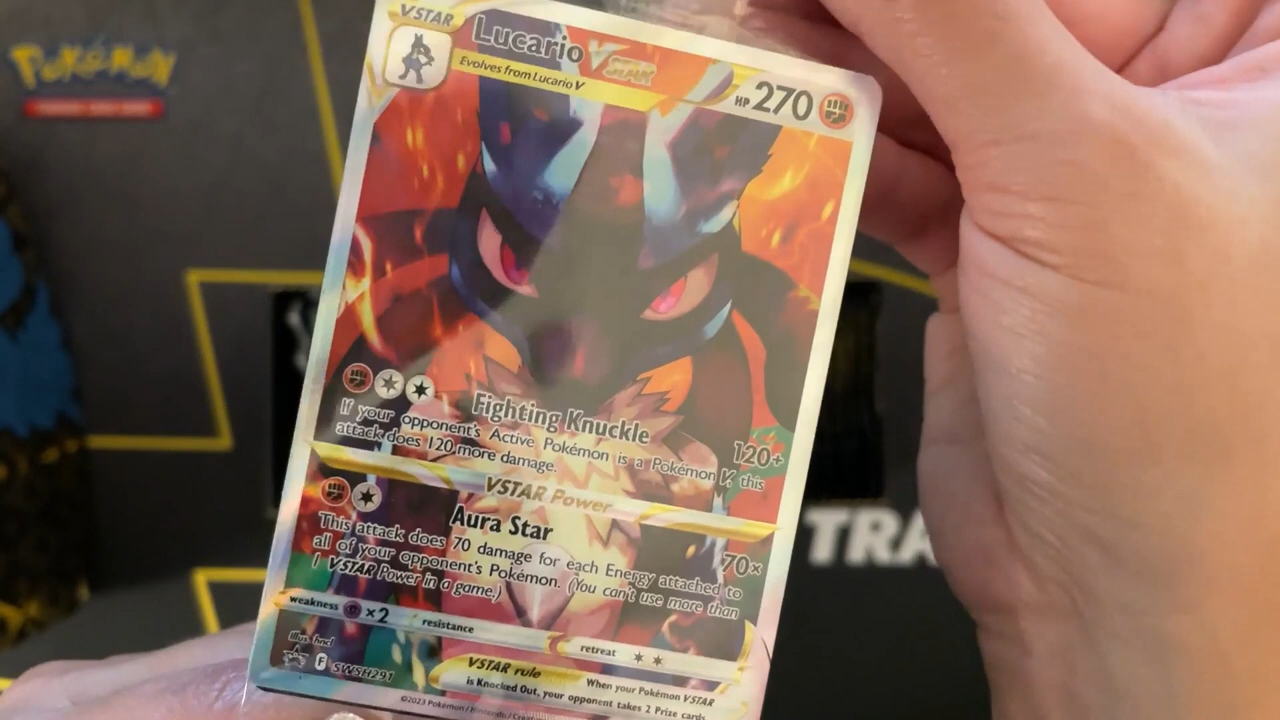 POKéMON
VSTAR
Lucario VSTAR
Evolves from Lucario V
HP 270
Fighting Knuckle
120+
If your opponent's Active Pokémon is a Pokémon V, this
attack does 120 more damage.
VSTAR Power
Aura Star
70×
This attack does 70 damage for each Energy attached to
all of your opponent's Pokémon. (You can't use more than
1 VSTAR Power in a game.)
weakness ×2
resistance
retreat
Illus. hncl
F SWSH291
VSTAR rule
When your Pokémon VSTAR
is Knocked Out, your opponent takes 2 Prize cards.
©2023 Pokémon / Nintendo / Creat
TRA